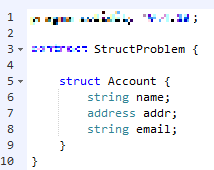 1 ;
2
3 StructProblem {
4
5 struct Account {
6 string name;
7 address addr;
8 string email;
9 }
10 }